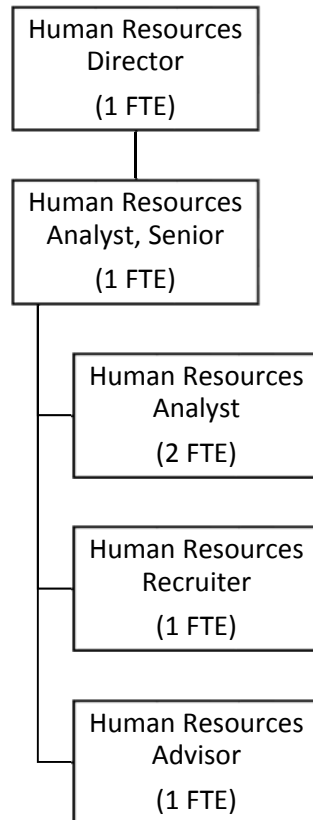 Human Resources
Director
(1 FTE)
Human Resources
Analyst, Senior
(1 FTE)
Human Resources
Analyst
(2 FTE)
Human Resources
Recruiter
(1 FTE)
Human Resources
Advisor
(1 FTE)